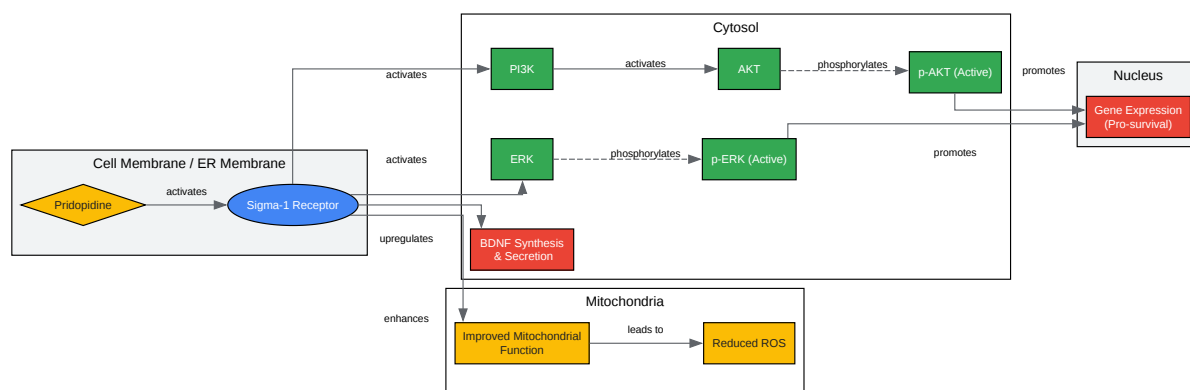 Cytosol
PI3K
activates
AKT
phosphorylates
p-AKT (Active)
activates
promotes
Nucleus
Gene Expression
(Pro-survival)
ERK
phosphorylates
p-ERK (Active)
activates
promotes
Cell Membrane / ER Membrane
Pridopidine
activates
Sigma-1 Receptor
upregulates
BDNF Synthesis
& Secretion
Mitochondria
enhances
Improved Mitochondrial
Function
leads to
Reduced ROS